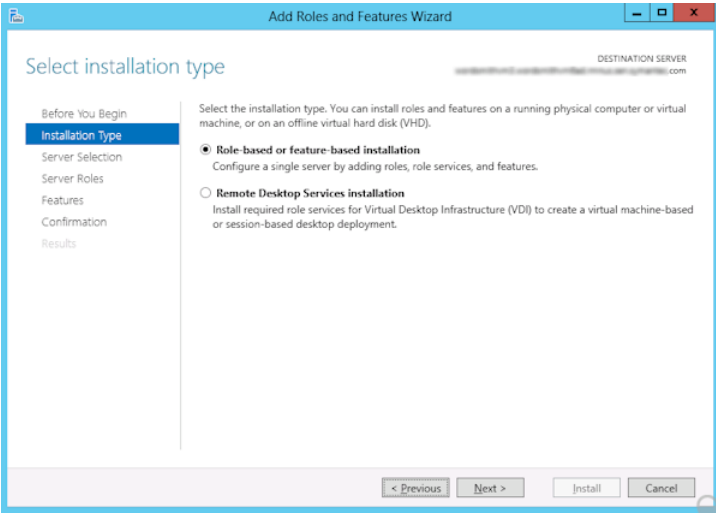 Add Roles and Features Wizard
Select installation type
DESTINATION SERVER
.com
Before You Begin
Installation Type
Server Selection
Server Roles
Features
Confirmation
Results
Select the installation type. You can install roles and features on a running physical computer or virtual
machine, or on an offline virtual hard disk (VHD).
Role-based or feature-based installation
Configure a single server by adding roles, role services, and features.
Remote Desktop Services installation
Install required role services for Virtual Desktop Infrastructure (VDI) to create a virtual machine-based
or session-based desktop deployment.
< Previous
Next >
Install
Cancel